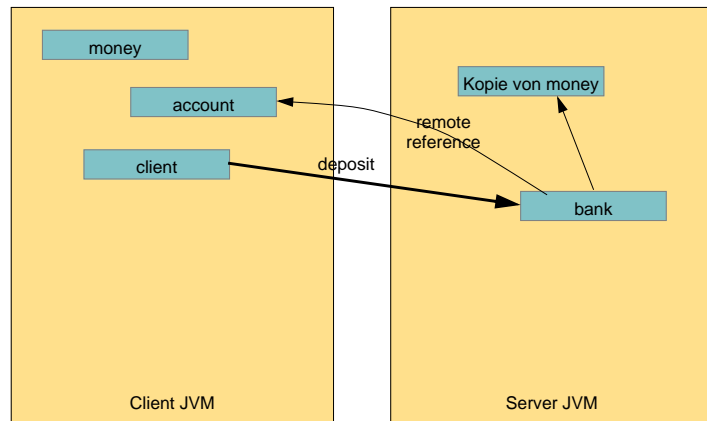 money
Kopie von money
account
remote
reference
client
deposit
bank
Client JVM
Server JVM